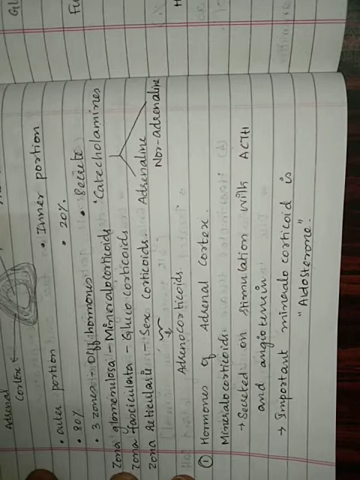 Adrenal
Cortex ←
• Outer portion • Inner portion
• 80% • 20%
• 3 zones - Diff hormones • Secrete
"Catecholamines
Zona glomerulosa - Mineralocorticoids
Zona fasciculata - Gluco corticoids
Zona Reticularis - Sex corticoids Adrenaline Nor-adrenaline
Adrenocorticoids
① Hormones of Adrenal Cortex.
Mineralocorticoids
→ Secreted on stimulation with ACTH
and angiotensin
→ Important mineralo corticoid is
"Aldosterone."